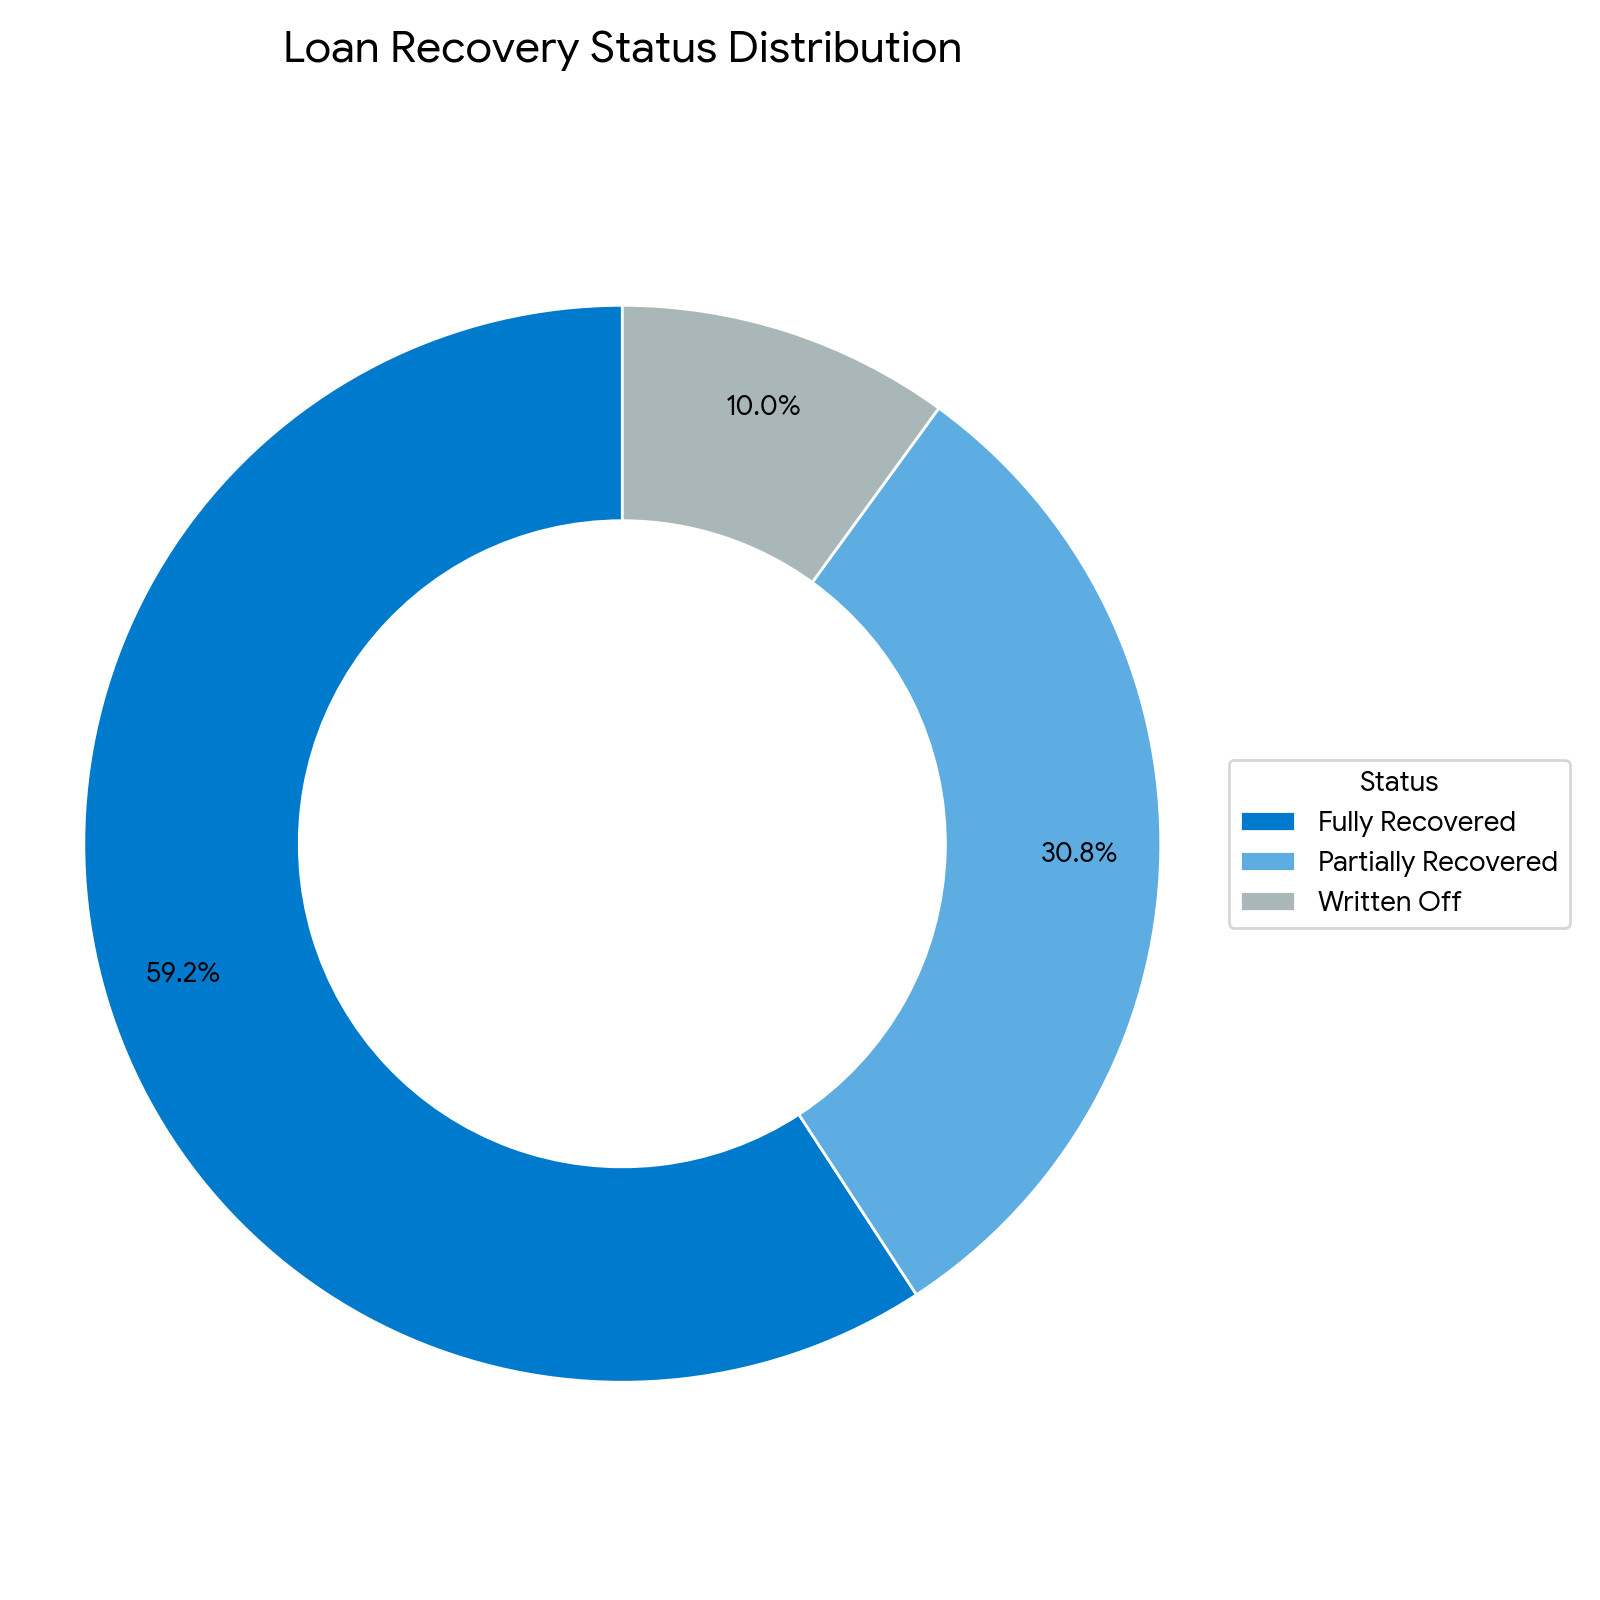 Loan Recovery Status Distribution
10.0%
30.8%
59.2%
Status
Fully Recovered
Partially Recovered
Written Off